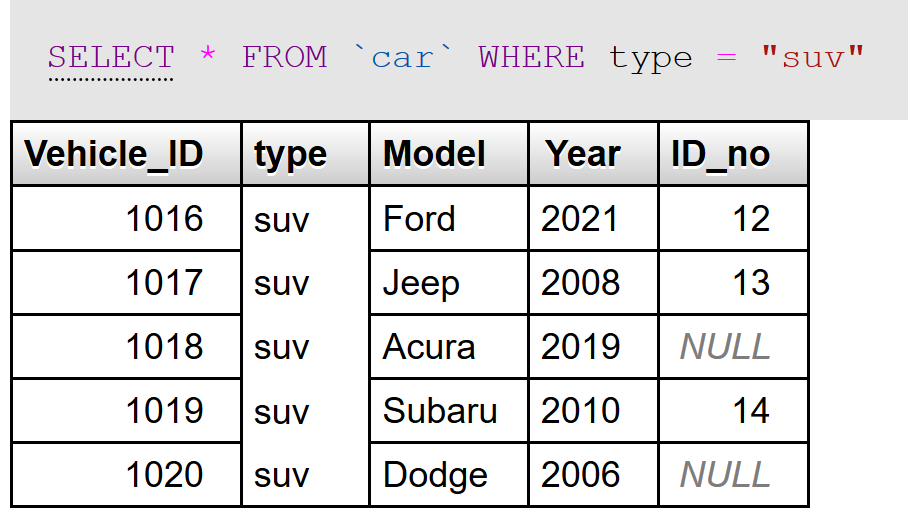 SELECT * FROM `car` WHERE type = "suv"
Vehicle_ID type Model Year ID_no
1016 suv Ford 2021 12
1017 suv Jeep 2008 13
1018 suv Acura 2019 NULL
1019 suv Subaru 2010 14
1020 suv Dodge 2006 NULL